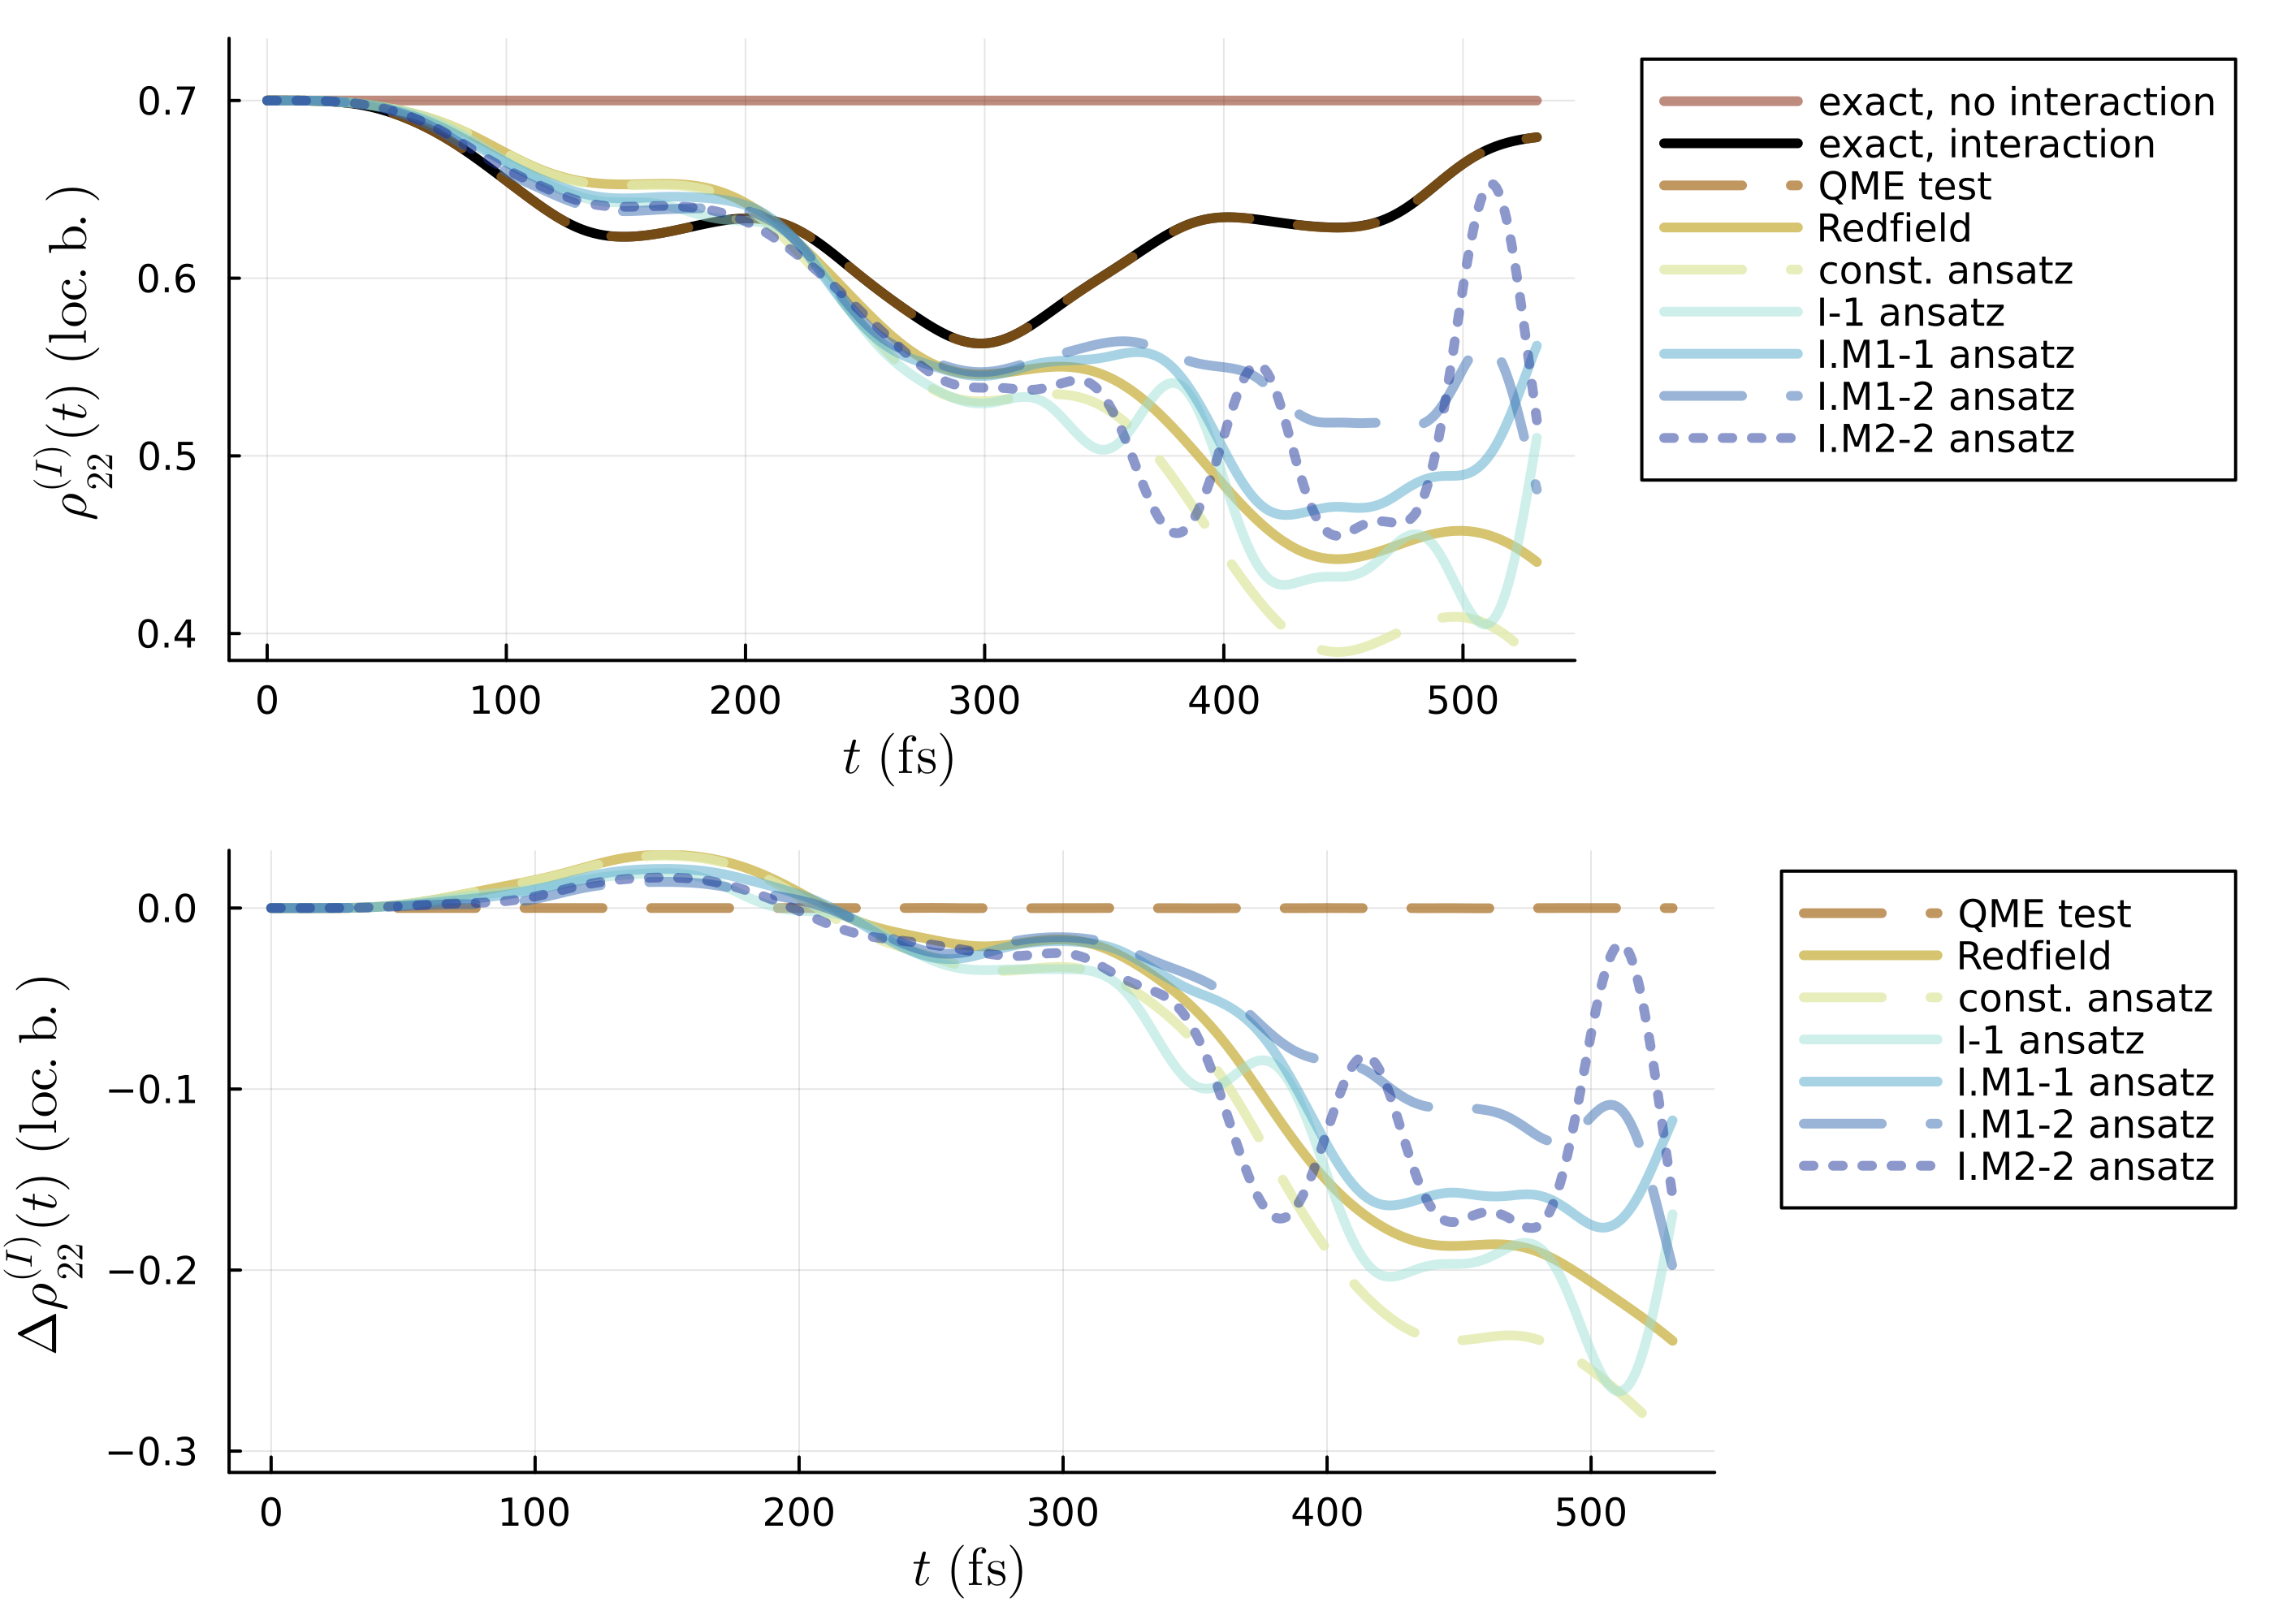 0.7
0.6
0.5
0.4
ρ₂₂⁽ᴵ⁾(t) (loc. b. )
0 100 200 300 400 500
t (fs)
exact, no interaction
exact, interaction
QME test
Redfield
const. ansatz
I-1 ansatz
I.M1-1 ansatz
I.M1-2 ansatz
I.M2-2 ansatz
0.0
−0.1
−0.2
−0.3
Δρ₂₂⁽ᴵ⁾(t) (loc. b. )
0 100 200 300 400 500
t (fs)
QME test
Redfield
const. ansatz
I-1 ansatz
I.M1-1 ansatz
I.M1-2 ansatz
I.M2-2 ansatz